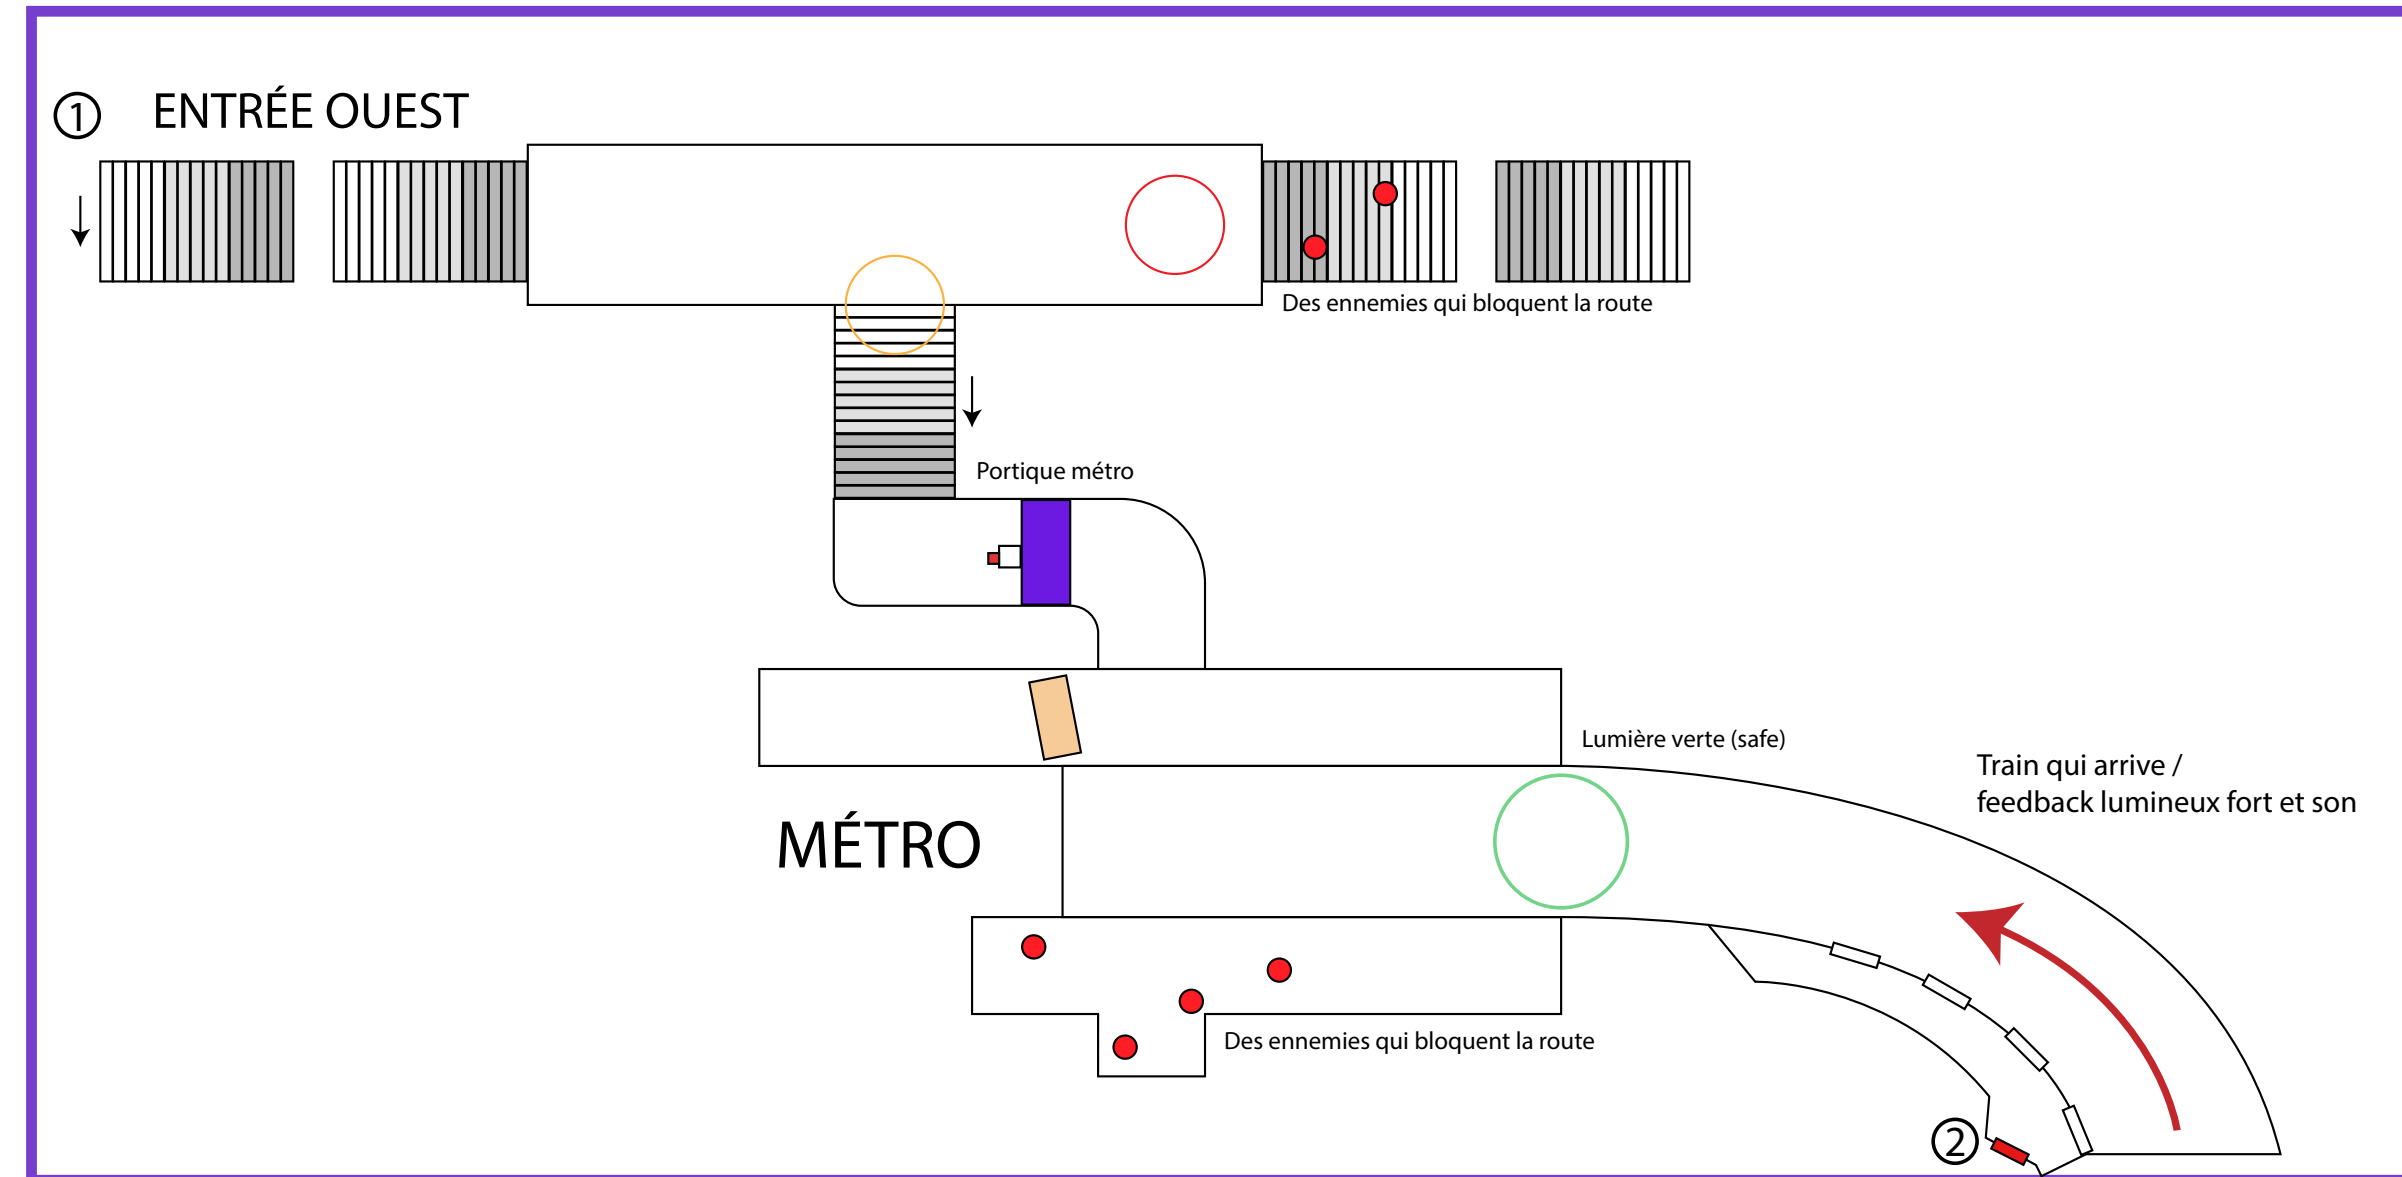 ① ENTRÉE OUEST
Des ennemies qui bloquent la route
Portique métro
Lumière verte (safe)
Train qui arrive /
feedback lumineux fort et son
MÉTRO
Des ennemies qui bloquent la route
②